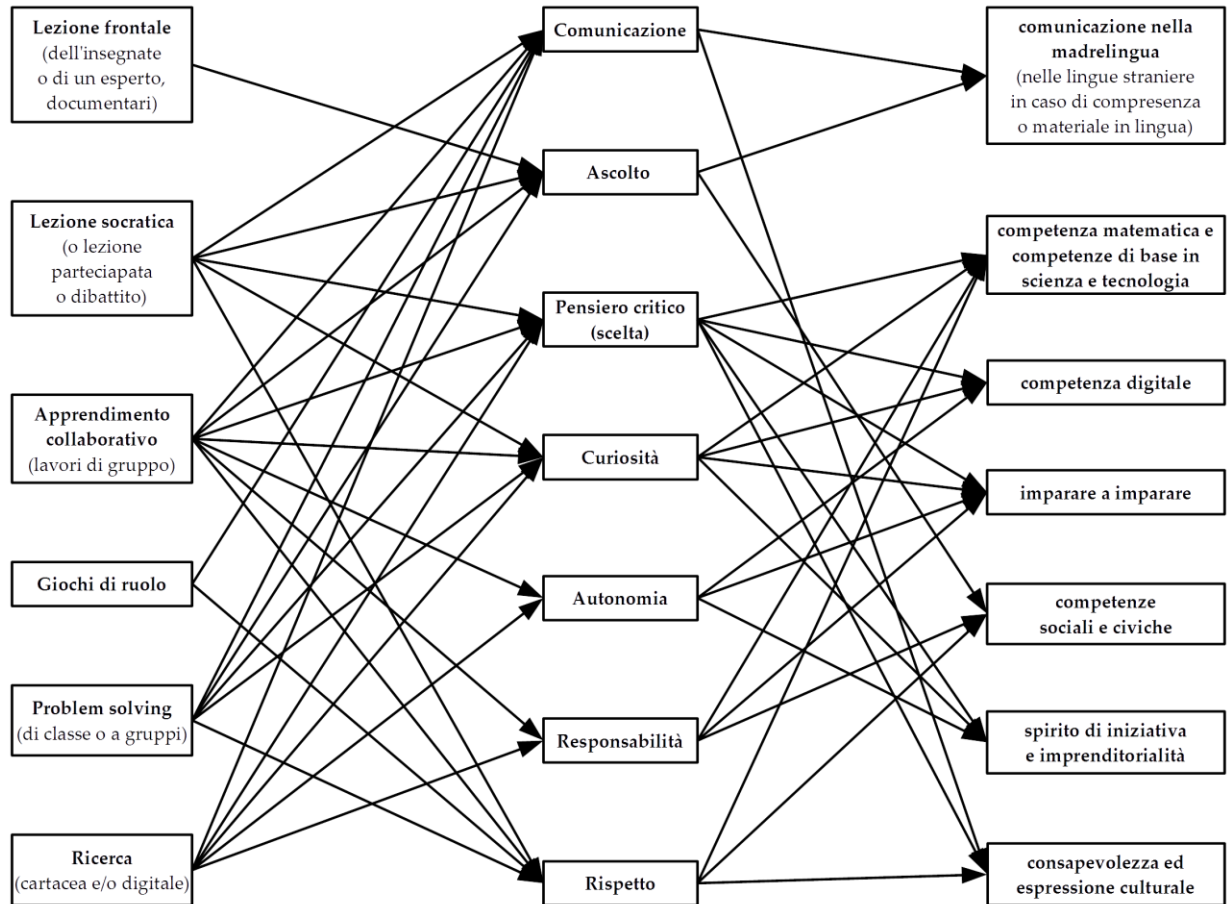 Lezione frontale
(dell'insegnate
o di un esperto,
documentari)
Lezione socratica
(o lezione
parteciapata
o dibattito)
Apprendimento
collaborativo
(lavori di gruppo)
Giochi di ruolo
Problem solving
(di classe o a gruppi)
Ricerca
(cartacea e/o digitale)
Comunicazione
Ascolto
Pensiero critico
(scelta)
Curiosità
Autonomia
Responsabilità
Rispetto
comunicazione nella
madrelingua
(nelle lingue straniere
in caso di compresenza
o materiale in lingua)
competenza matematica e
competenze di base in
scienza e tecnologia
competenza digitale
imparare a imparare
competenze
sociali e civiche
spirito di iniziativa
e imprenditorialità
consapevolezza ed
espressione culturale